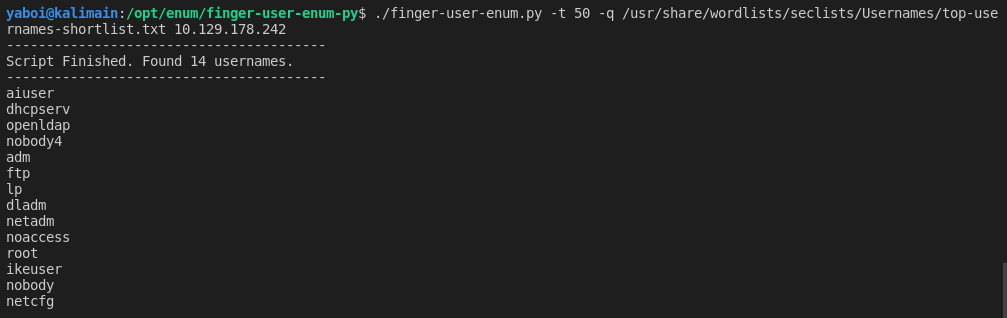 yaboi@kalimain:/opt/enum/finger-user-enum-py$ ./finger-user-enum.py -t 50 -q /usr/share/wordlists/seclists/Usernames/top-use
rnames-shortlist.txt 10.129.178.242
----------------------------------------
Script Finished. Found 14 usernames.
----------------------------------------
aiuser
dhcpserv
openldap
nobody4
adm
ftp
lp
dladm
netadm
noaccess
root
ikeuser
nobody
netcfg